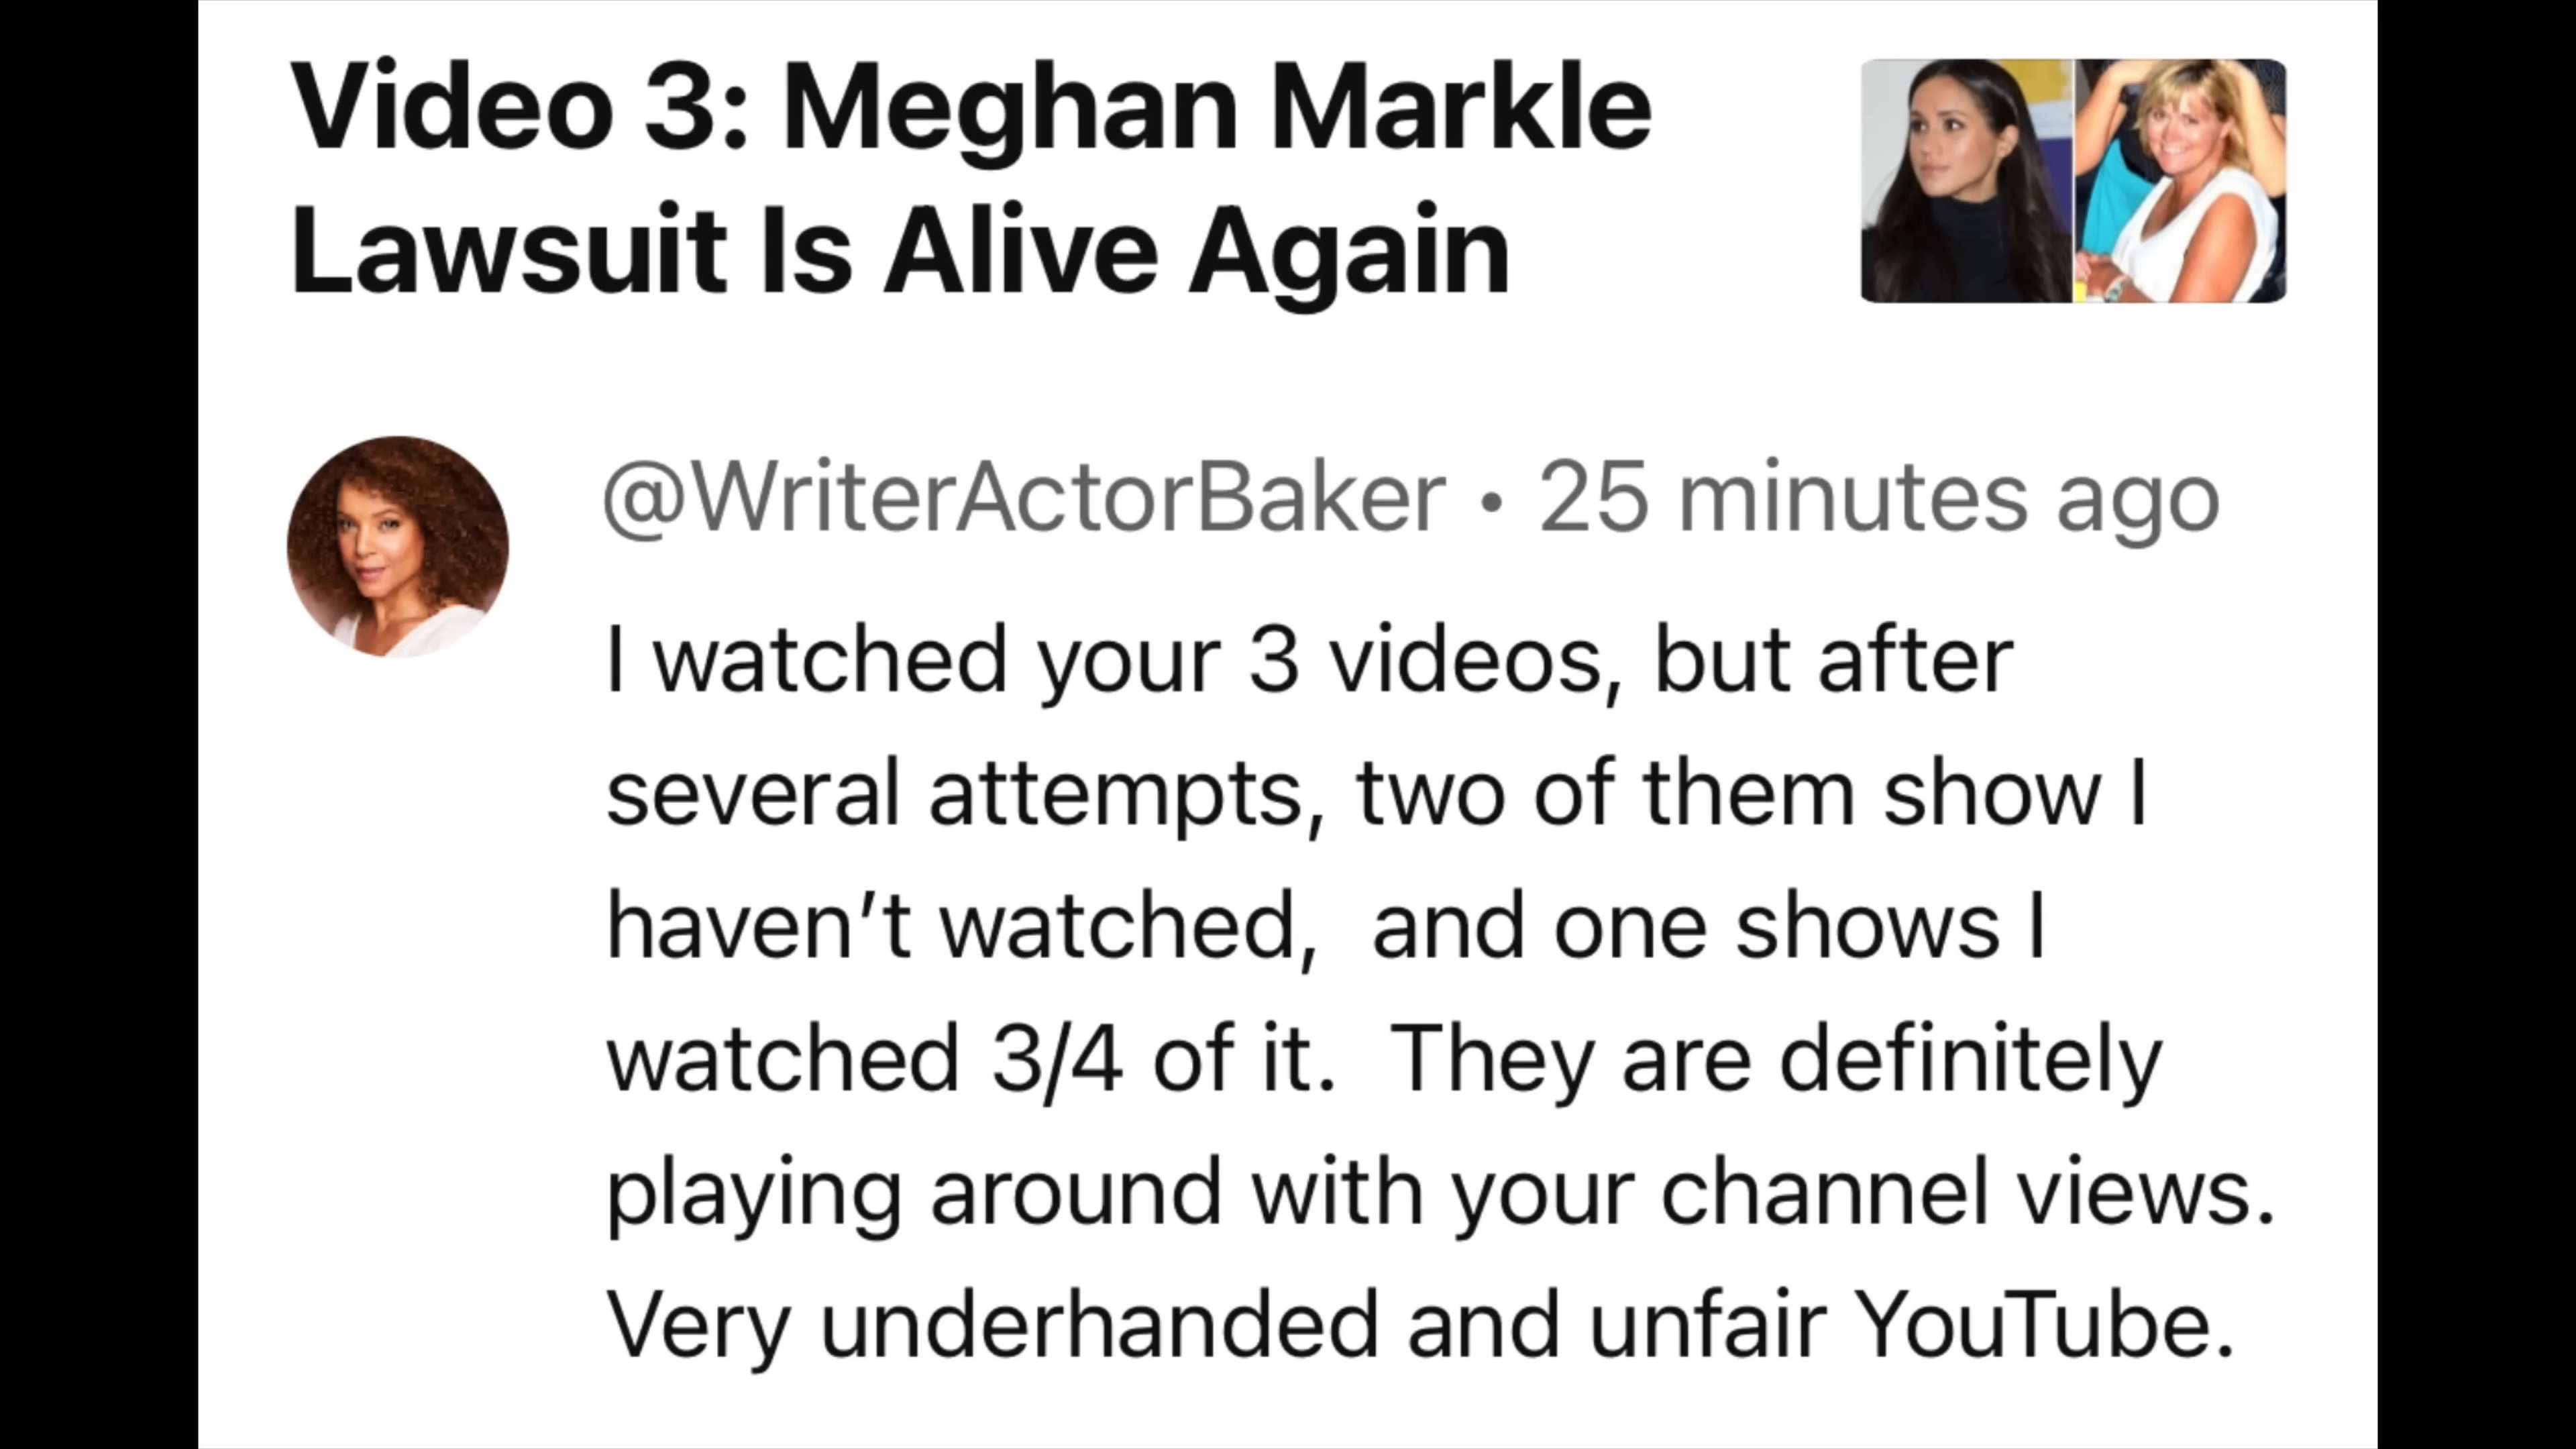 Video 3: Meghan Markle
Lawsuit Is Alive Again
@WriterActorBaker • 25 minutes ago
I watched your 3 videos, but after
several attempts, two of them show I
haven’t watched,  and one shows I
watched 3/4 of it.  They are definitely
playing around with your channel views.
Very underhanded and unfair YouTube.